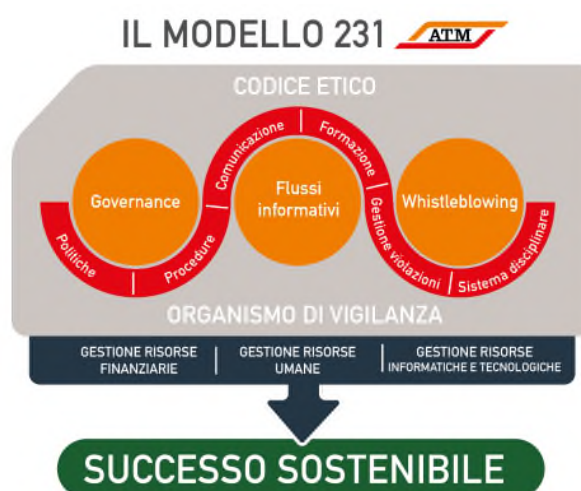 IL MODELLO 231
ATM
CODICE ETICO
Governance
Flussi
informativi
Whistleblowing
Politiche
Procedure
Comunicazione
Formazione
Gestione violazioni
Sistema disciplinare
ORGANISMO DI VIGILANZA
GESTIONE RISORSE
FINANZIARIE
GESTIONE RISORSE
UMANE
GESTIONE RISORSE
INFORMATICHE E TECNOLOGICHE
SUCCESSO SOSTENIBILE